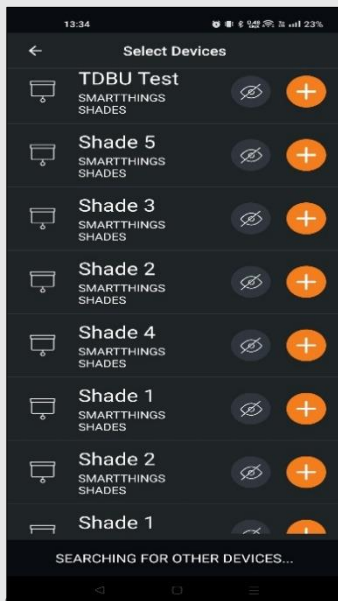 13:34
23%
Select Devices
TDBU Test
SMARTTHINGS
SHADES
Shade 5
SMARTTHINGS
SHADES
Shade 3
SMARTTHINGS
SHADES
Shade 2
SMARTTHINGS
SHADES
Shade 4
SMARTTHINGS
SHADES
Shade 1
SMARTTHINGS
SHADES
Shade 2
SMARTTHINGS
SHADES
Shade 1
SEARCHING FOR OTHER DEVICES...